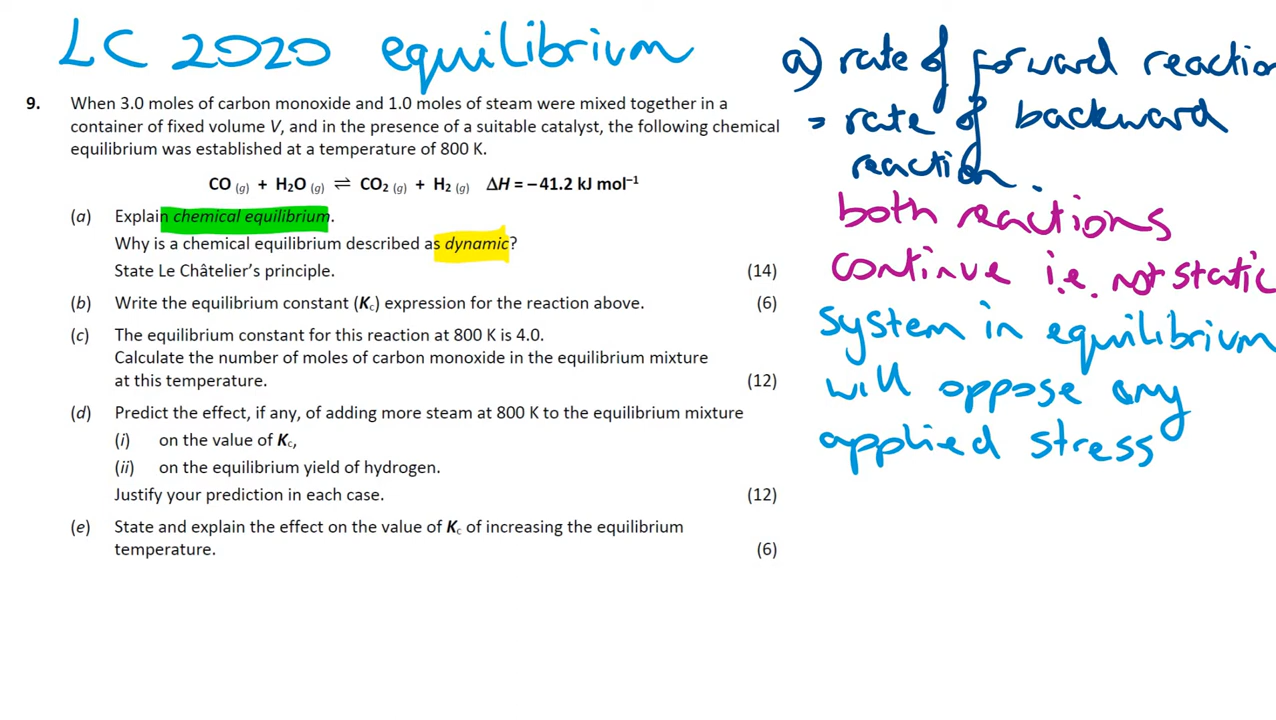 LC 2020 equilibrium
9. When 3.0 moles of carbon monoxide and 1.0 moles of steam were mixed together in a
container of fixed volume V, and in the presence of a suitable catalyst, the following chemical
equilibrium was established at a temperature of 800 K.
CO (g) + H₂O (g) ⇌ CO₂ (g) + H₂ (g) ΔH = –41.2 kJ mol⁻¹
(a) Explain chemical equilibrium.
Why is a chemical equilibrium described as dynamic?
State Le Châtelier's principle. (14)
(b) Write the equilibrium constant (Kc) expression for the reaction above. (6)
(c) The equilibrium constant for this reaction at 800 K is 4.0.
Calculate the number of moles of carbon monoxide in the equilibrium mixture
at this temperature. (12)
(d) Predict the effect, if any, of adding more steam at 800 K to the equilibrium mixture
(i) on the value of Kc,
(ii) on the equilibrium yield of hydrogen.
Justify your prediction in each case. (12)
(e) State and explain the effect on the value of Kc of increasing the equilibrium
temperature. (6)
a) rate of forward reaction
= rate of backward
reaction
both reactions
continue i.e. not static
system in equilibrium
will oppose any
applied stress